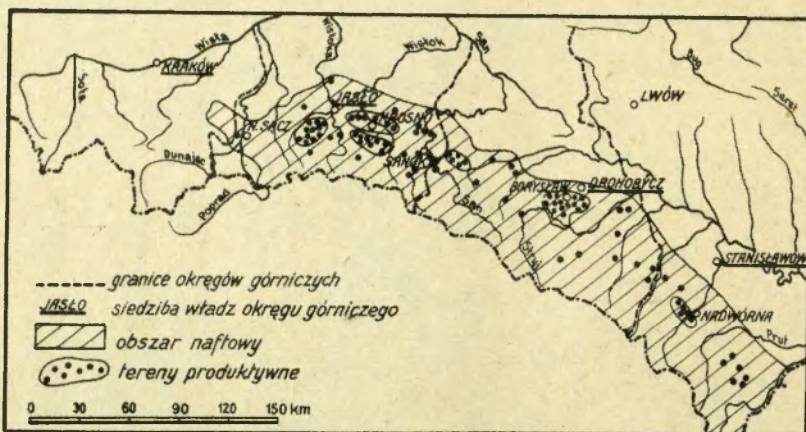 Wisła
KRAKÓW
Soła
Wisłoka
Wisłok
San
Bug
Seret
LWÓW
JASŁO
KROSNO
N. SĄCZ
Dunajec
Poprad
SANOK
San
BORYSŁAW
DROHOBYCZ
Stryj
STANISŁAWÓW
NADWÓRNA
Prut
granice okręgów górniczych
JASŁO siedziba władz okręgu górniczego
obszar naftowy
tereny produktywne
0 30 60 90 120 150 km